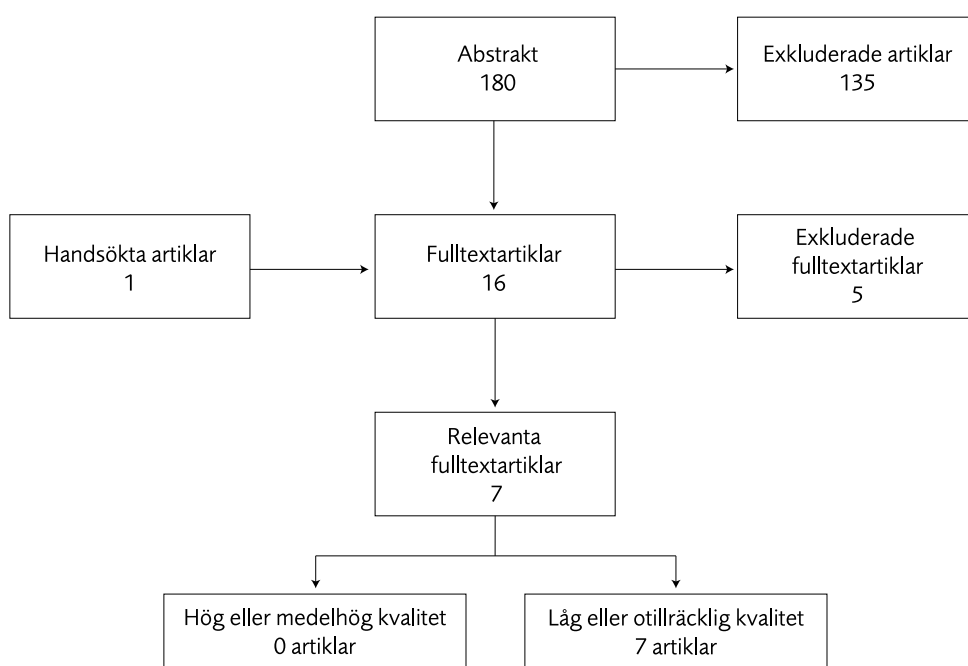 Abstrakt
180
Exkluderade artiklar
135
Handsökta artiklar
1
Fulltextartiklar
16
Exkluderade
fulltextartiklar
5
Relevanta
fulltextartiklar
7
Hög eller medelhög kvalitet
0 artiklar
Låg eller otillräcklig kvalitet
7 artiklar